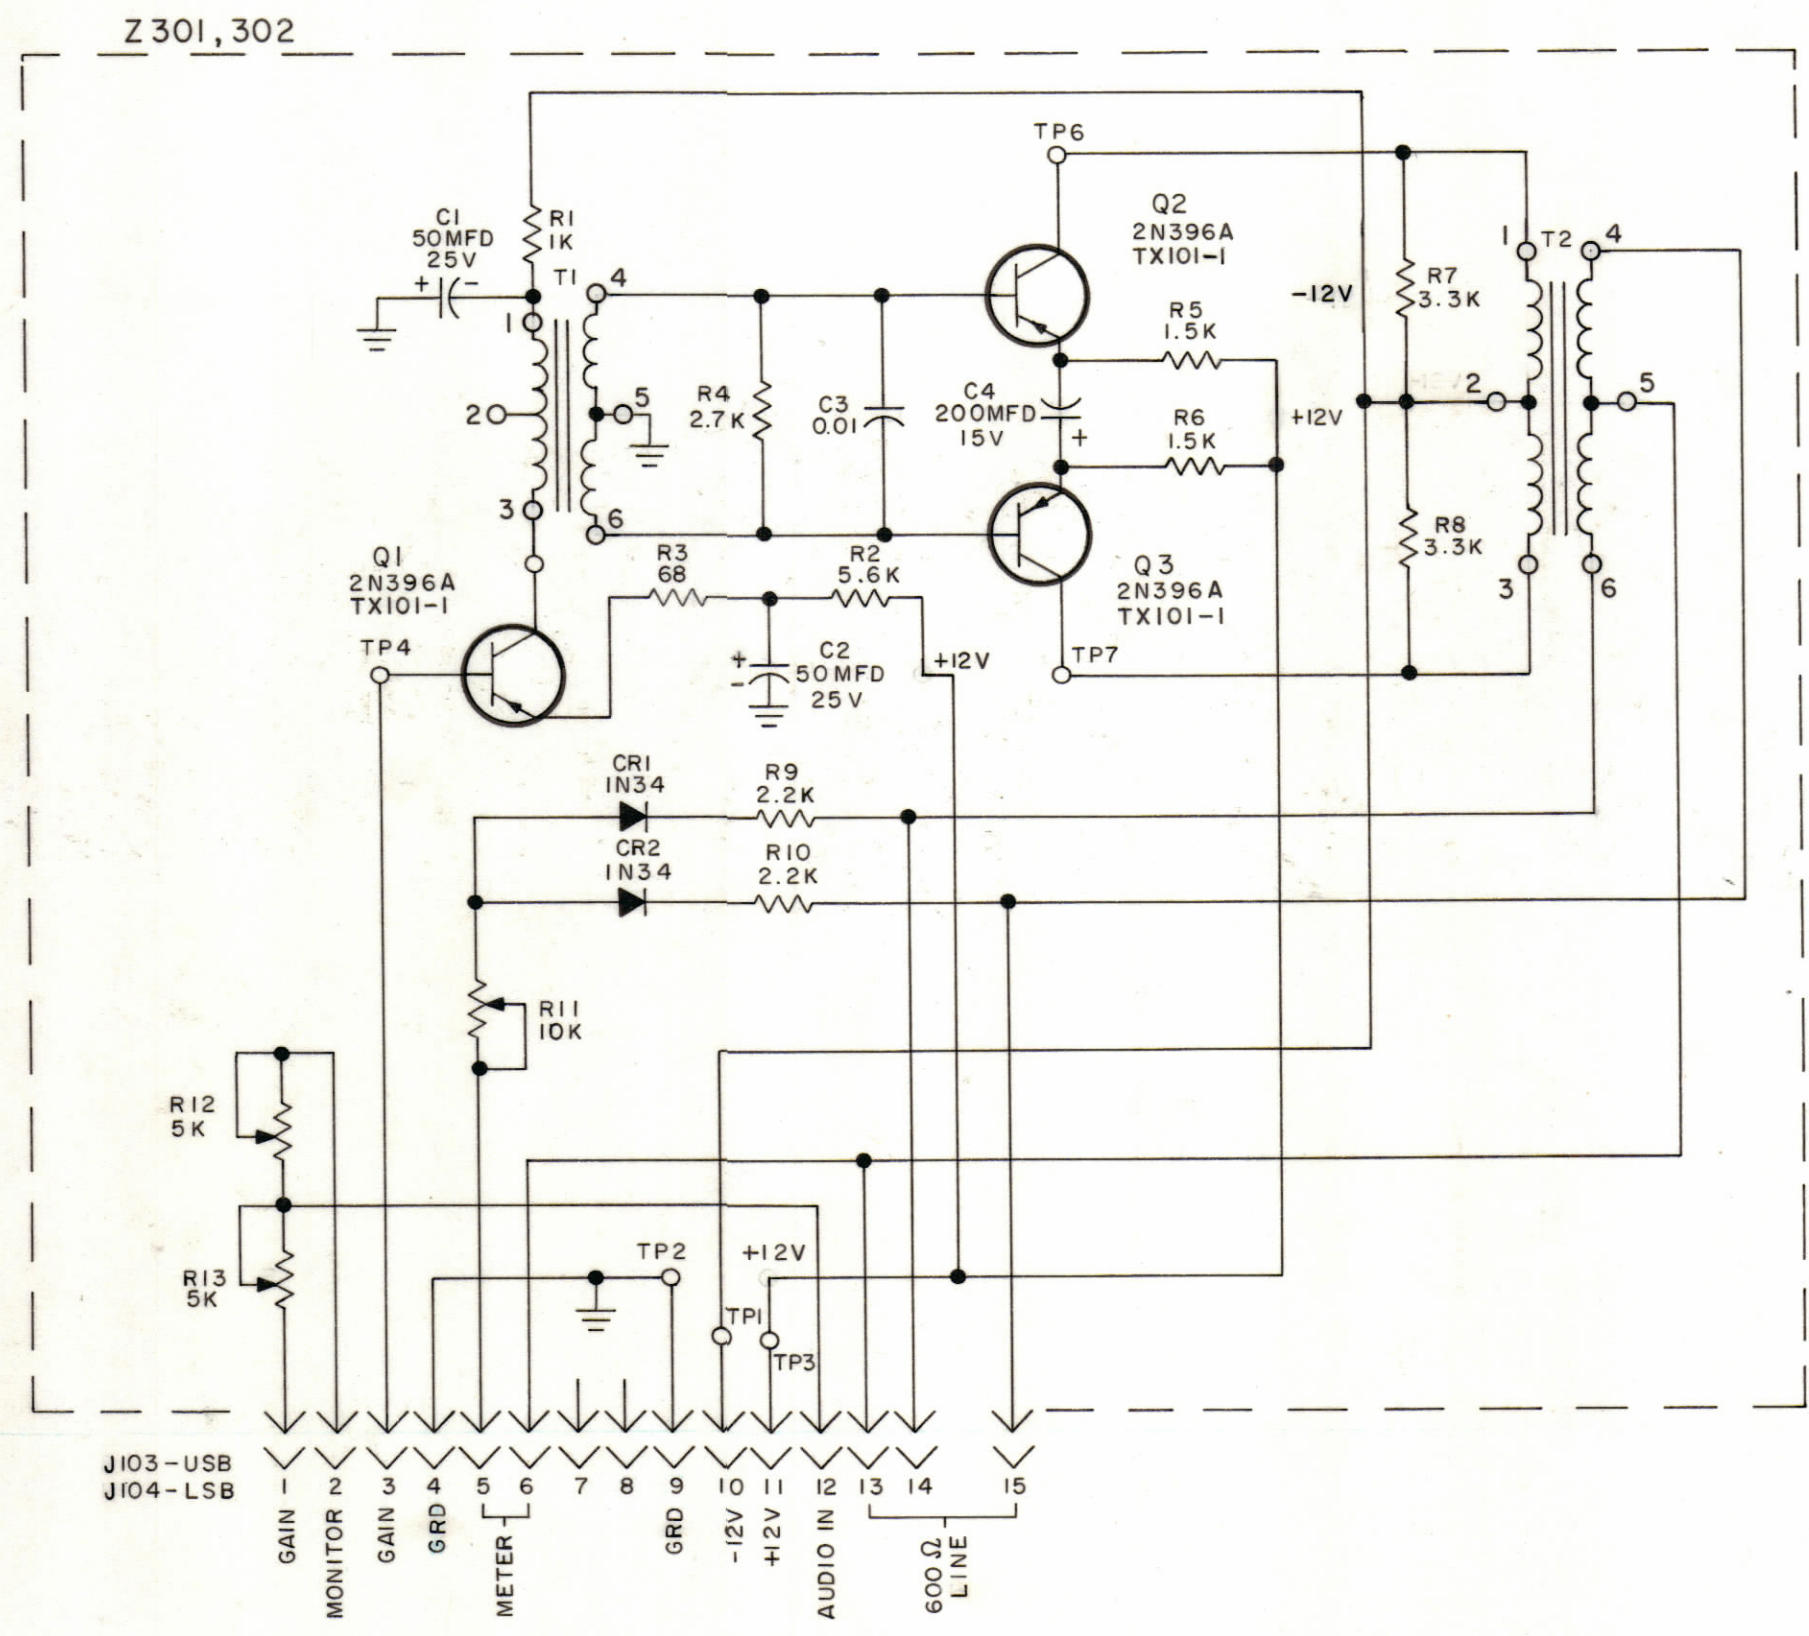 Z301,302
TP6
Q2
2N396A
TX101-1
C1
50MFD
25V
+
-
R1
1K
T1
4
1
T2
4
R7
3.3K
-12V
R5
1.5K
1
2
5
R4
2.7K
C3
0.01
C4
200MFD
15V
+
R6
1.5K
+12V
2
5
3
6
R8
3.3K
3
6
Q1
2N396A
TX101-1
R3
68
R2
5.6K
Q3
2N396A
TX101-1
TP4
+
-
C2
50MFD
25V
+12V
TP7
CR1
1N34
R9
2.2K
CR2
1N34
R10
2.2K
R11
10K
R12
5K
R13
5K
TP2
+12V
TP1
TP3
J103-USB
J104-LSB
1 2 3 4 5 6 7 8 9 10 11 12 13 14 15
GAIN
MONITOR
GAIN
GRD
METER
GRD
-12V
+12V
AUDIO IN
600Ω
LINE